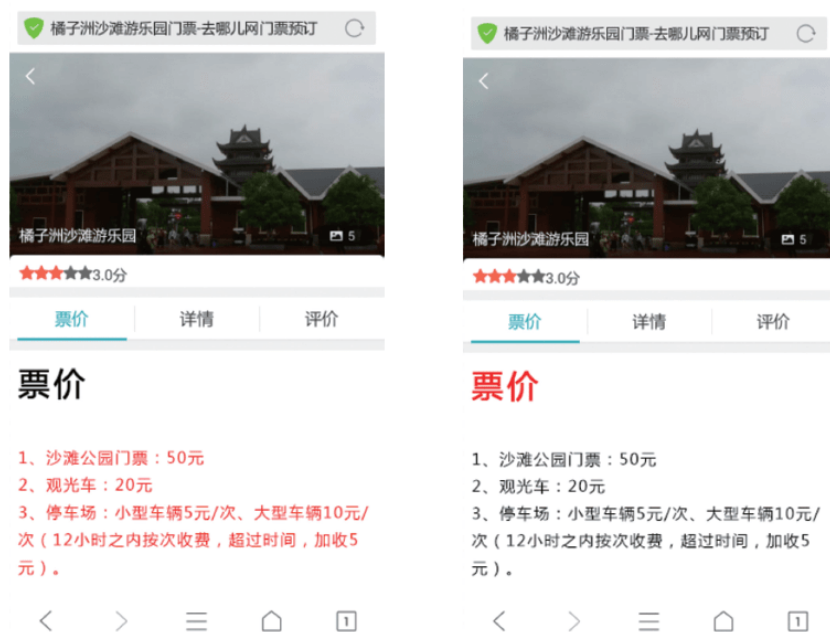 橘子洲沙滩游乐园门票-去哪儿网门票预订
橘子洲沙滩游乐园
5
3.0分
票价 详情 评价
票价
1、沙滩公园门票：50元
2、观光车：20元
3、停车场：小型车辆5元/次、大型车辆10元/
次（12小时之内按次收费，超过时间，加收5
元）。
1
橘子洲沙滩游乐园门票-去哪儿网门票预订
橘子洲沙滩游乐园
5
3.0分
票价 详情 评价
票价
1、沙滩公园门票：50元
2、观光车：20元
3、停车场：小型车辆5元/次、大型车辆10元/
次（12小时之内按次收费，超过时间，加收5
元）。
1